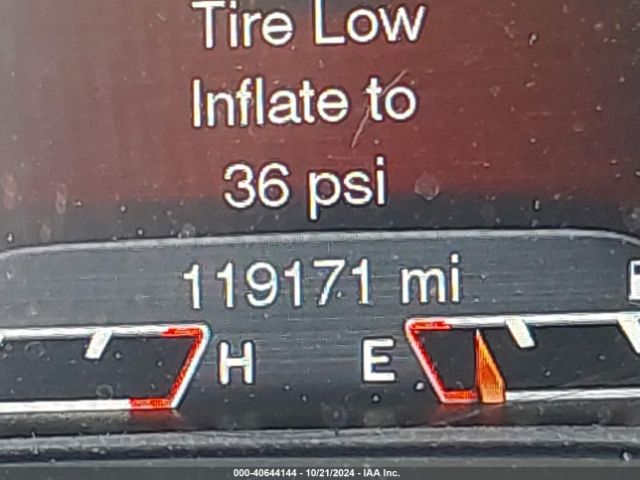 Tire Low
Inflate to
36 psi
119171 mi
H E
000-40644144 - 10/21/2024 - IAA Inc.